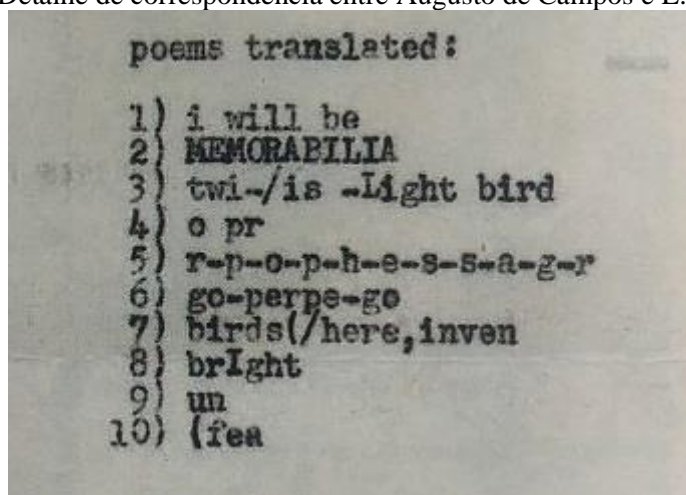 Detalhe de correspondência entre Augusto de Campos e E.
poems translated:
1) i will be
2) MEMORABILIA
3) twi-/is -Light bird
4) o pr
5) r-p-o-p-h-e-s-s-a-g-r
6) go-perpe-go
7) birds(/here,inven
8) brIght
9) un
10) (fea